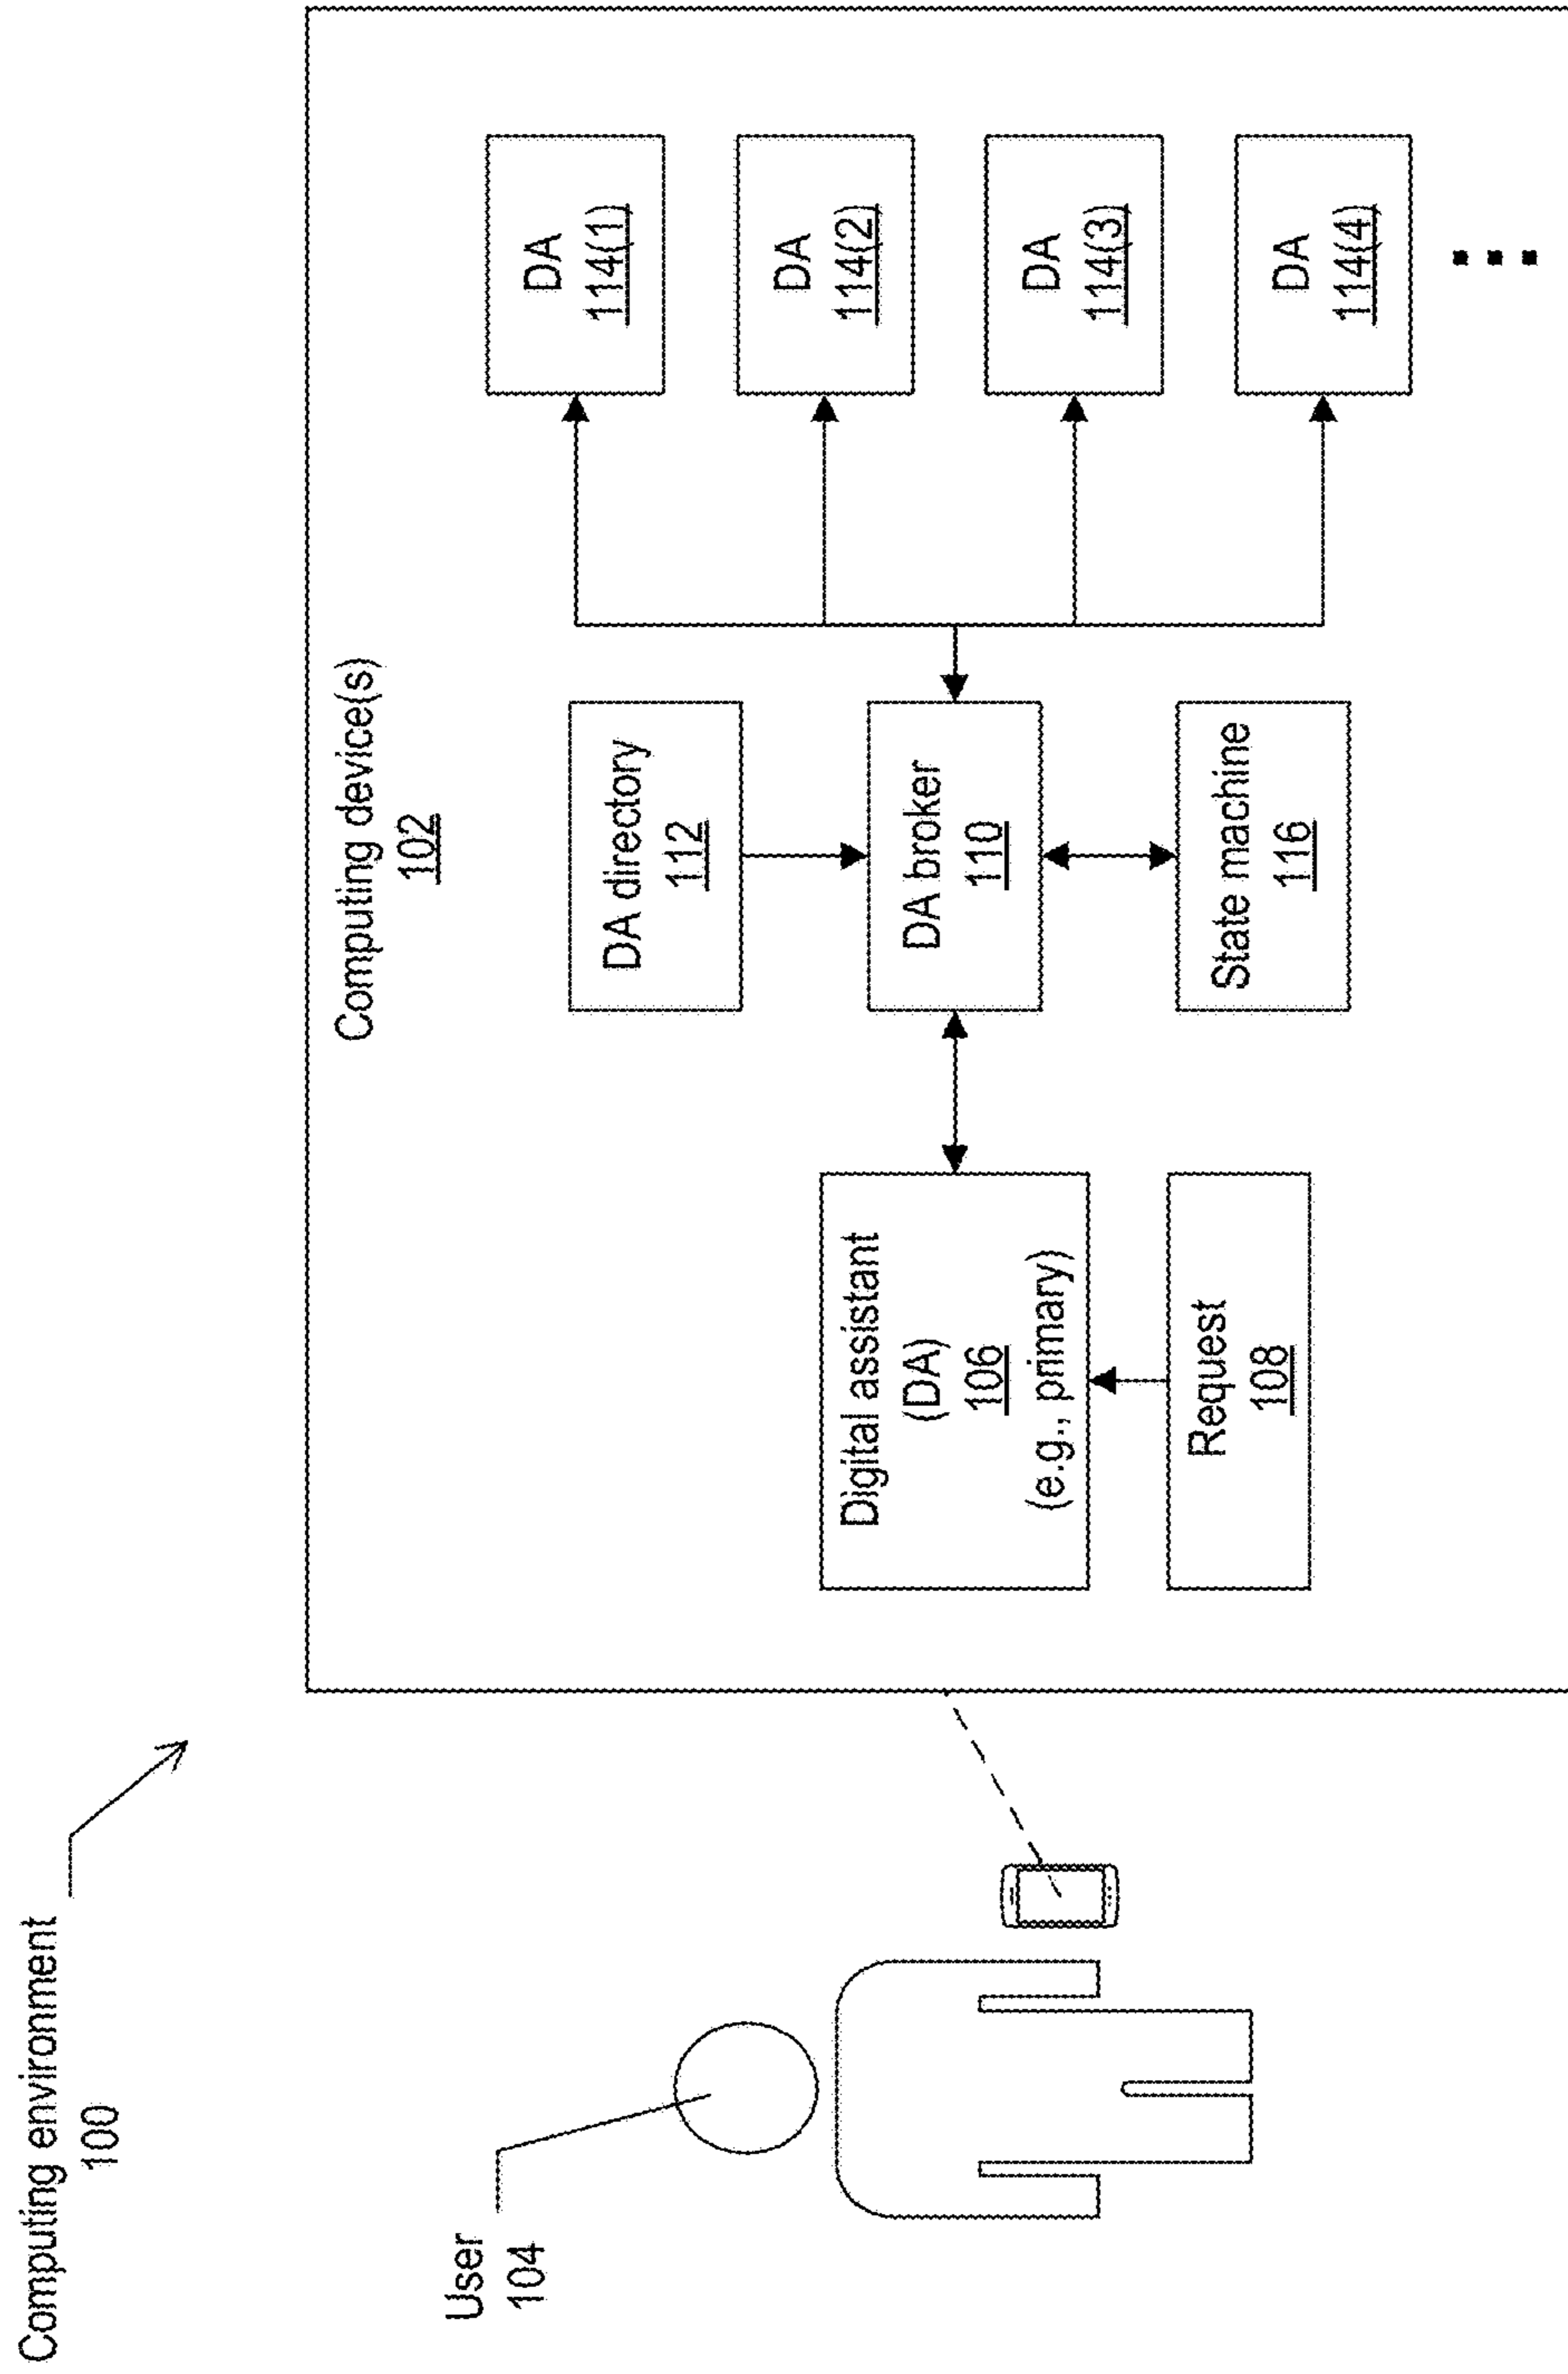 Computing environment
100
User
104
Computing device(s)
102
Digital assistant
(DA)
106
(e.g., primary)
Request
108
DA directory
112
DA broker
110
State machine
116
DA
114(1)
DA
114(2)
DA
114(3)
DA
114(4)